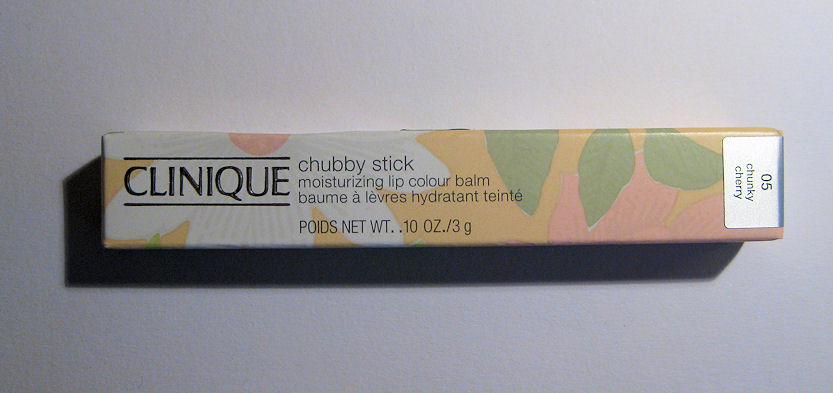 CLINIQUE
chubby stick
moisturizing lip colour balm
baume à lèvres hydratant teinté
POIDS NET WT. .10 OZ./3 g
05
chunky
cherry